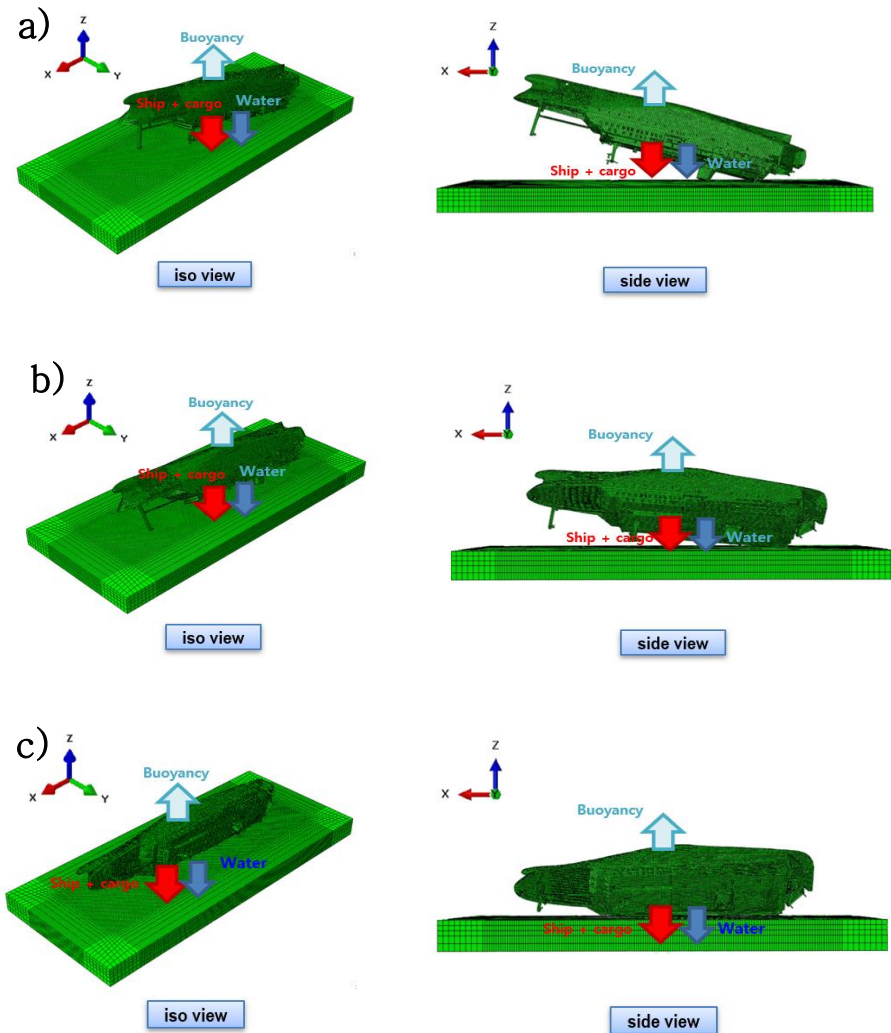 a)
Z
X
Y
Buoyancy
Ship + cargo
Water
iso view
Z
X
Y
Buoyancy
Ship + cargo
Water
side view
b)
Z
X
Y
Buoyancy
Ship + cargo
Water
iso view
Z
X
Y
Buoyancy
Ship + cargo
Water
side view
c)
Z
X
Y
Buoyancy
Ship + cargo
Water
iso view
Z
X
Y
Buoyancy
Ship + cargo
Water
side view